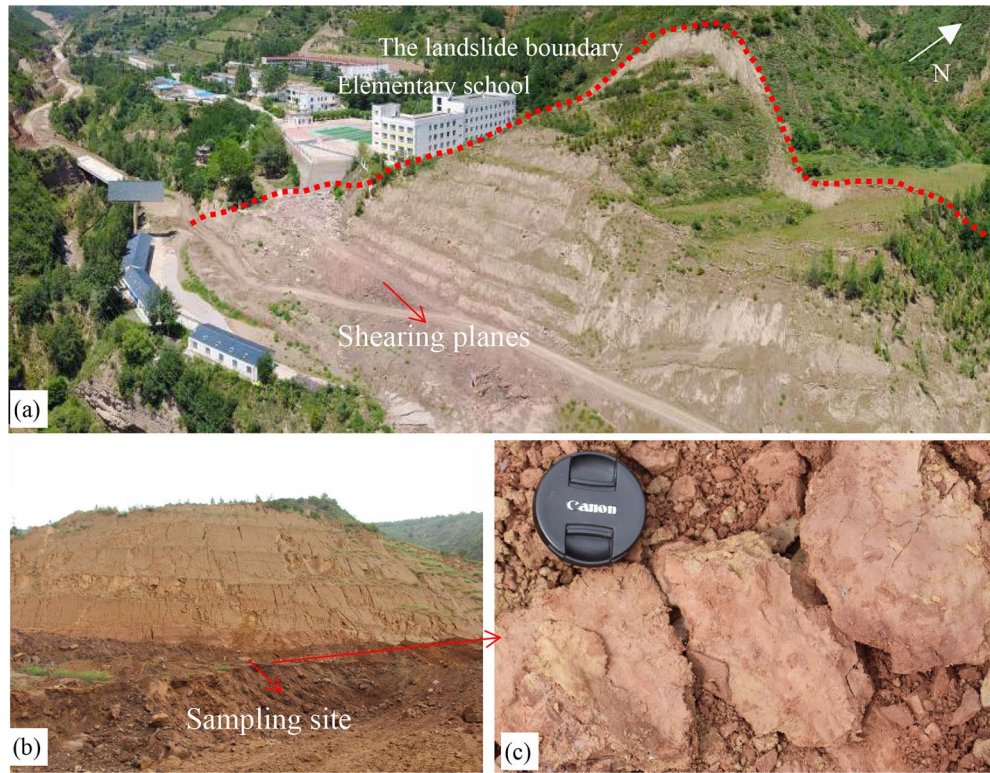 The landslide boundary
Elementary school
N
Shearing planes
(a)
Canon
Sampling site
(b)
(c)